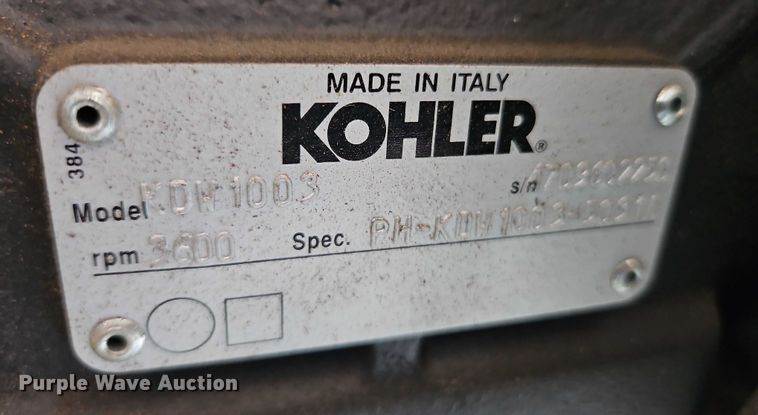 MADE IN ITALY
KOHLER®
384
Model KDW1003
s/n
rpm 3600
Spec.
Purple Wave Auction